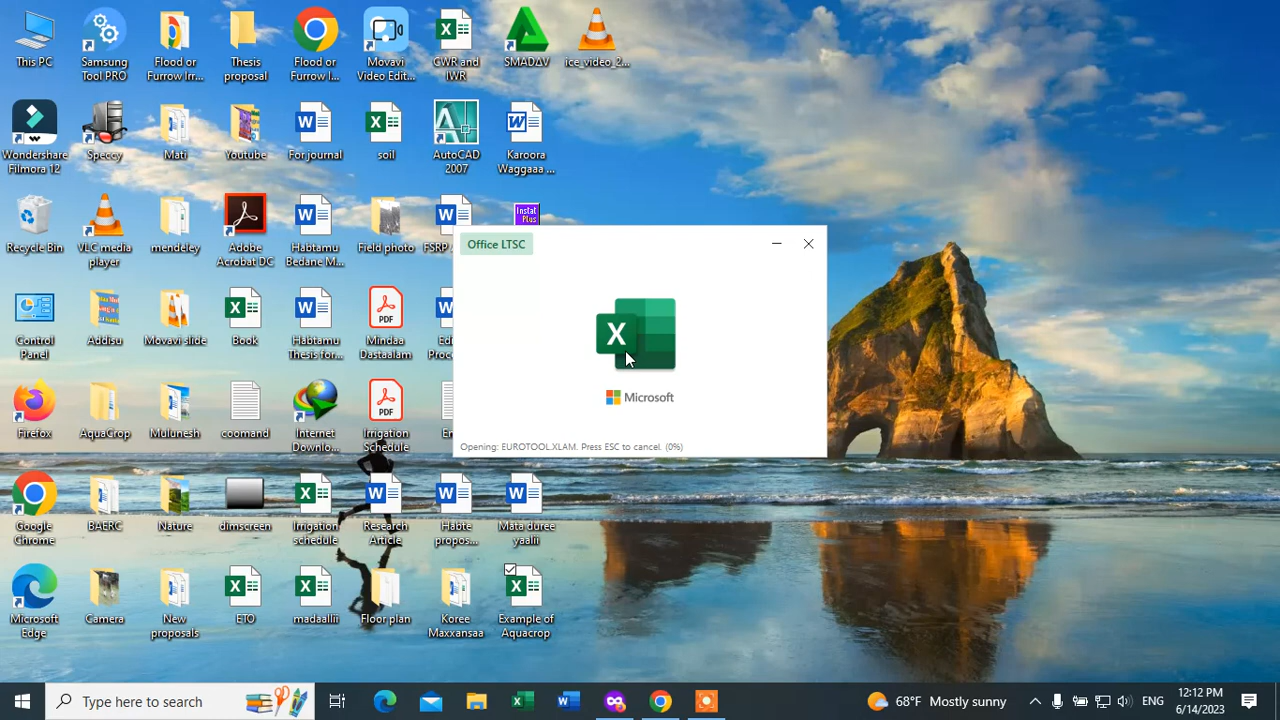 This PC
Samsung
Tool PRO
Flood or
Furrow Irr...
Thesis
proposal
Flood or
Furrow I...
Movavi
Video Edit...
CWR and
IWR
SMADΔV
ice_video_2...
Wondershare
Filmora 12
Speccy
Mati
Youtube
For journal
soil
AutoCAD
2007
Karoora
Waggaaa ...
Recycle Bin
VLC media
player
mendeley
Adobe
Acrobat DC
Habtamu
Bedane M...
Field photo
FSRP
Instat
Plus
Office LTSC
X
Microsoft
Opening: EUROTOOL.XLAM. Press ESC to cancel. (0%)
Control
Panel
Addisu
Movavi slide
Book
Habtamu
Thesis for...
PDF
Mindaa
Dastaalam
Firefox
AquaCrop
Mulunesh
coomand
Internet
Downlo...
PDF
Irrigation
Schedule
Google
Chrome
BAERC
Nature
dimscreen
Irrigation
schedule
Research
Article
Habte
propos...
Mata duree
yaalii
Microsoft
Edge
Camera
New
proposals
ETO
madaallii
Floor plan
Koree
Maxxansaa
Example of
Aquacrop
Type here to search
68°F Mostly sunny
ENG
12:12 PM
6/14/2023